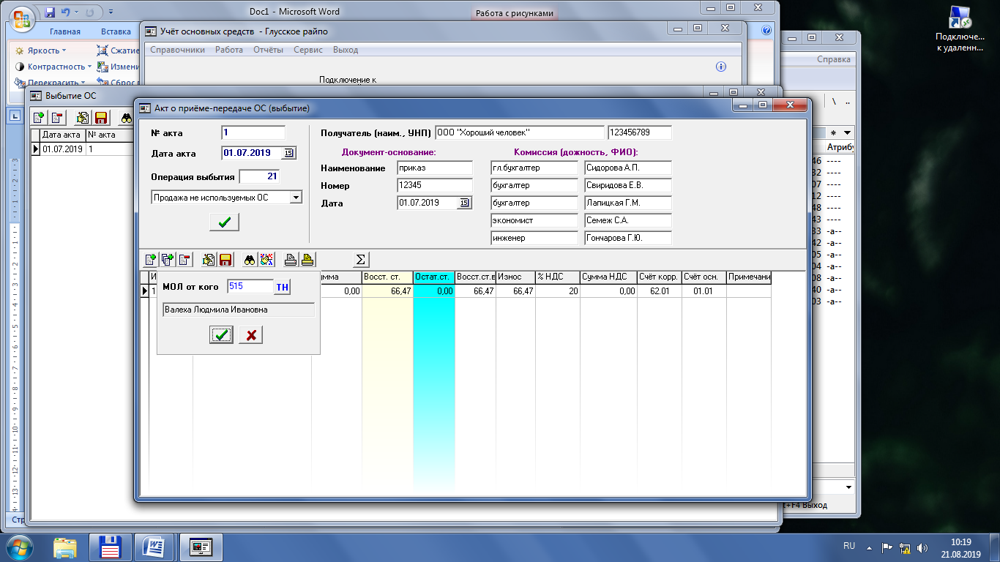 Doc1 - Microsoft Word
Работа с рисунками
Главная
Вставка
Яркость
Сжатие
Контрастность
Перекрасить
Сброс
Учёт основных средств - Глусское райпо
Справочники Работа Отчёты Сервис Выход
Подключение к
Справка
Подключе...
к удаленн...
Выбытие ОС
Дата акта № акта
01.07.2019 1
Акт о приёме-передаче ОС (выбытие)
№ акта 1
Дата акта 01.07.2019 15
Операция выбытия 21
Продажа не используемых ОС
Получатель (наим., УНП) ООО "Хороший человек" 123456789
Документ-основание:
Наименование приказ
Номер 12345
Дата 01.07.2019 15
Комиссия (дожность, ФИО):
гл.бухгалтер Сидорова А.П.
бухгалтер Свиридова Е.В.
бухгалтер Лапицкая Г.М.
экономист Семеж С.А.
инженер Гончарова Г.Ю.
Σ
мма Восст. ст. Остат.ст. Восст.ст.в Износ % НДС Сумма НДС Счёт корр. Счёт осн. Примечани
0,00 66,47 0,00 66,47 66,47 20 0,00 62.01 01.01
МОЛ от кого 515 ТН
Валеха Людмила Ивановна
Атрибу
46 ----
32 ----
07 ----
12 ----
48 ----
44 ----
33 -a--
42 -a--
05 -a--
04 -a--
08 -a--
40 -a--
03 -a--
t+F4 Выход
Стр
RU
10:19
21.08.2019